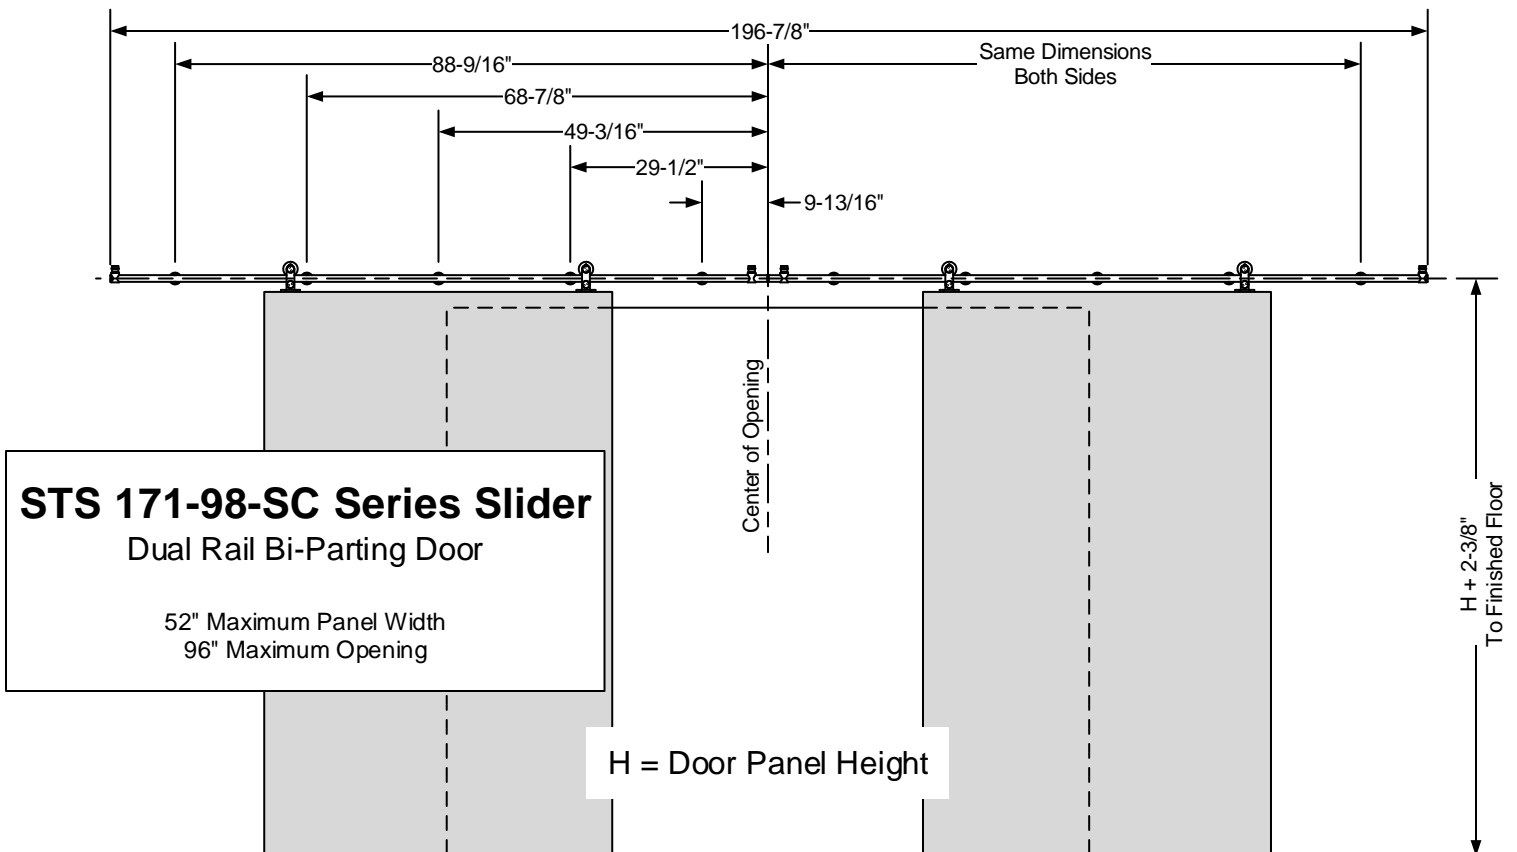 196-7/8"
88-9/16"
Same Dimensions
Both Sides
68-7/8"
49-3/16"
29-1/2"
9-13/16"
Center of Opening
STS 171-98-SC Series Slider
Dual Rail Bi-Parting Door
52" Maximum Panel Width
96" Maximum Opening
H + 2-3/8"
To Finished Floor
H = Door Panel Height